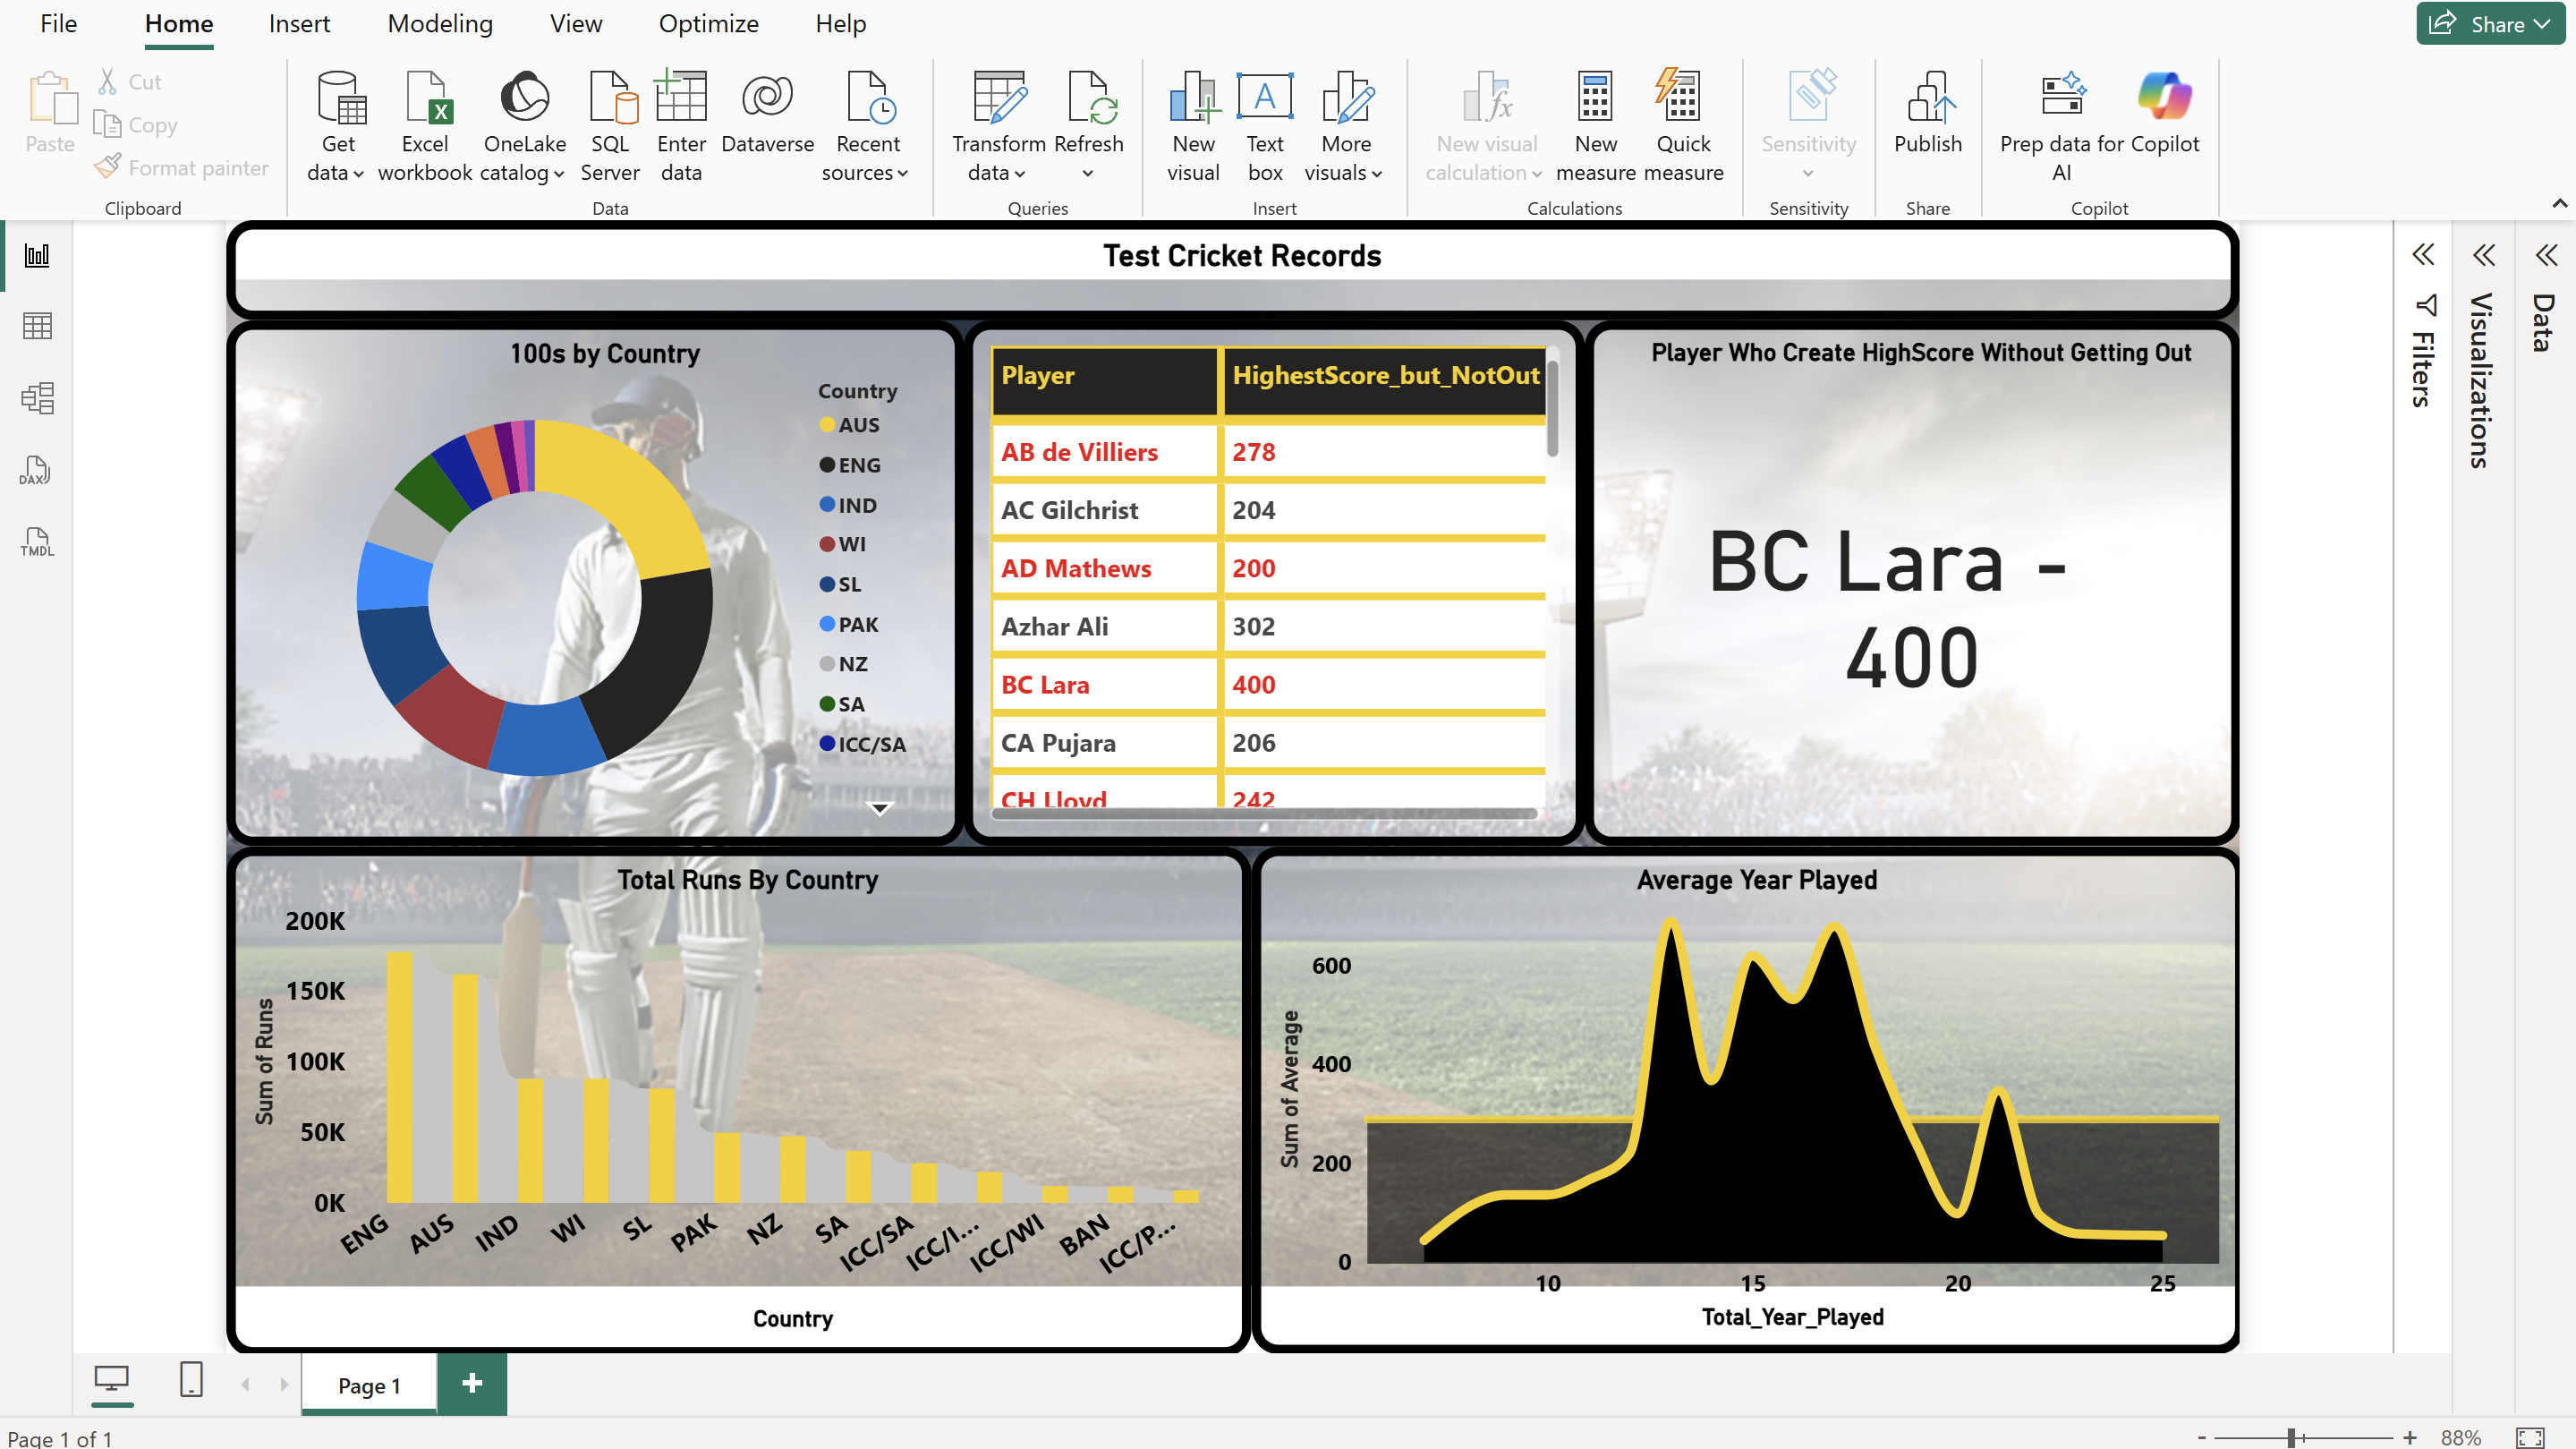 File Home Insert Modeling View Optimize Help Share
Paste
Cut
Copy
Format painter
Clipboard
Get data
Excel workbook
OneLake catalog
SQL Server
Enter data
Dataverse
Recent sources
Data
Transform data
Refresh
Queries
New visual
Text box
More visuals
Insert
New visual calculation
New measure
Quick measure
Calculations
Sensitivity
Sensitivity
Publish
Share
Prep data for AI
Copilot
Copilot
DAX
TMDL
Test Cricket Records
100s by Country
Country
AUS
ENG
IND
WI
SL
PAK
NZ
SA
ICC/SA
Player HighestScore_but_NotOut
AB de Villiers 278
AC Gilchrist 204
AD Mathews 200
Azhar Ali 302
BC Lara 400
CA Pujara 206
CH Lloyd 242
Player Who Create HighScore Without Getting Out
BC Lara -
400
Filters
Visualizations
Data
Total Runs By Country
Sum of Runs
200K
150K
100K
50K
0K
ENG AUS IND WI SL PAK NZ SA ICC/SA ICC/I... ICC/WI BAN ICC/P...
Country
Average Year Played
Sum of Average
600
400
200
0
10 15 20 25
Total_Year_Played
Page 1
+
Page 1 of 1
- + 88%